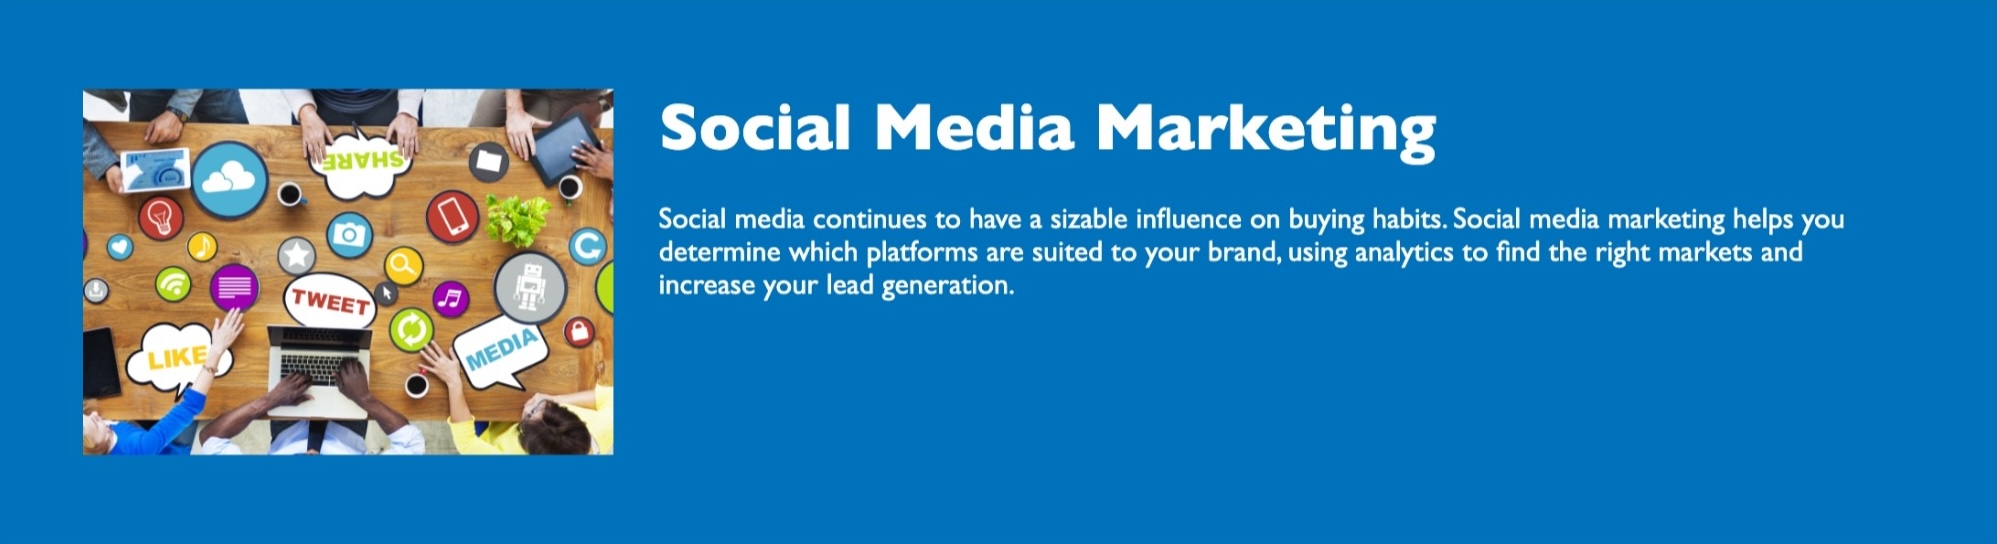 Social Media Marketing
Social media continues to have a sizable influence on buying habits. Social media marketing helps you
determine which platforms are suited to your brand, using analytics to find the right markets and
increase your lead generation.
SHARE
TWEET
LIKE
MEDIA